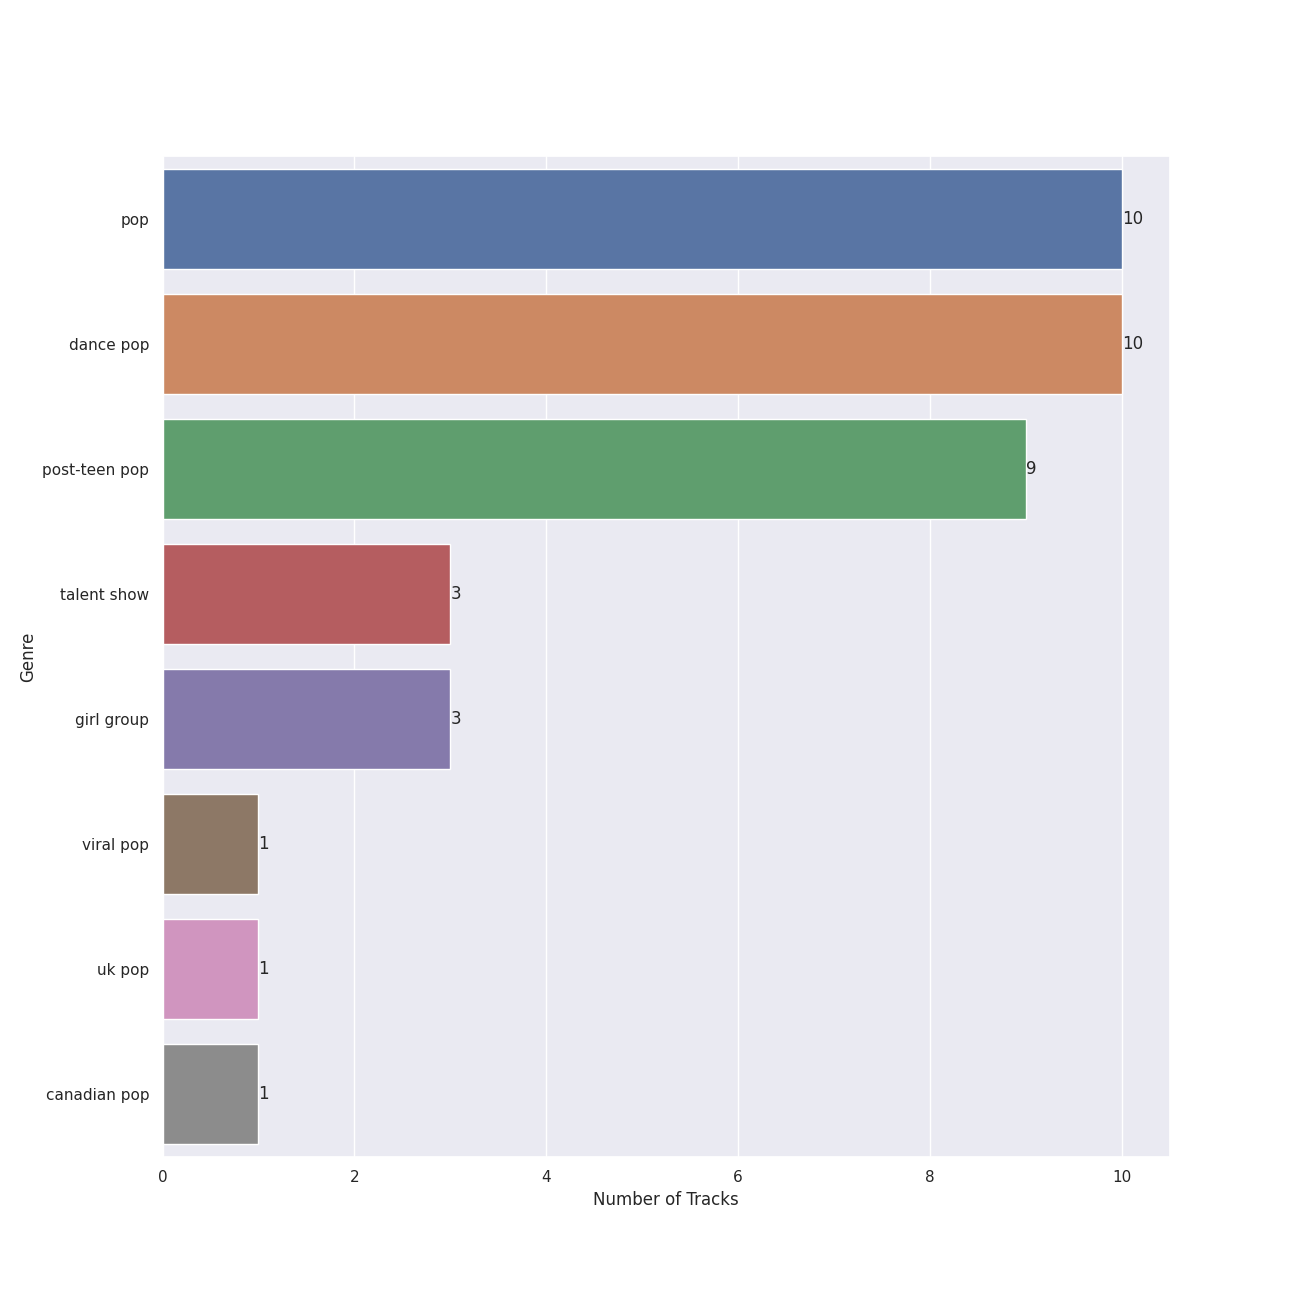 pop
10
dance pop
10
post-teen pop
9
talent show
3
Genre
girl group
3
viral pop
1
uk pop
1
canadian pop
1
0 2 4 6 8 10
Number of Tracks